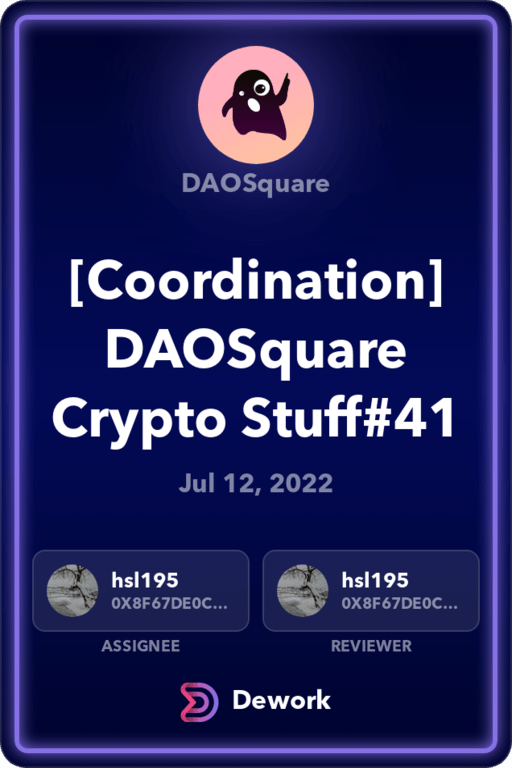 DAOSquare
[Coordination]
DAOSquare
Crypto Stuff#41
Jul 12, 2022
hsl195
0X8F67DE0C...
ASSIGNEE
hsl195
0X8F67DE0C...
REVIEWER
Dework